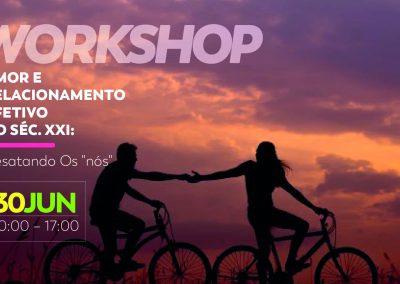 WORKSHOP
MOR E
ELACIONAMENTO
FETIVO
O SÉC. XXI:
esatando Os "nós"
30JUN
0:00 – 17:00